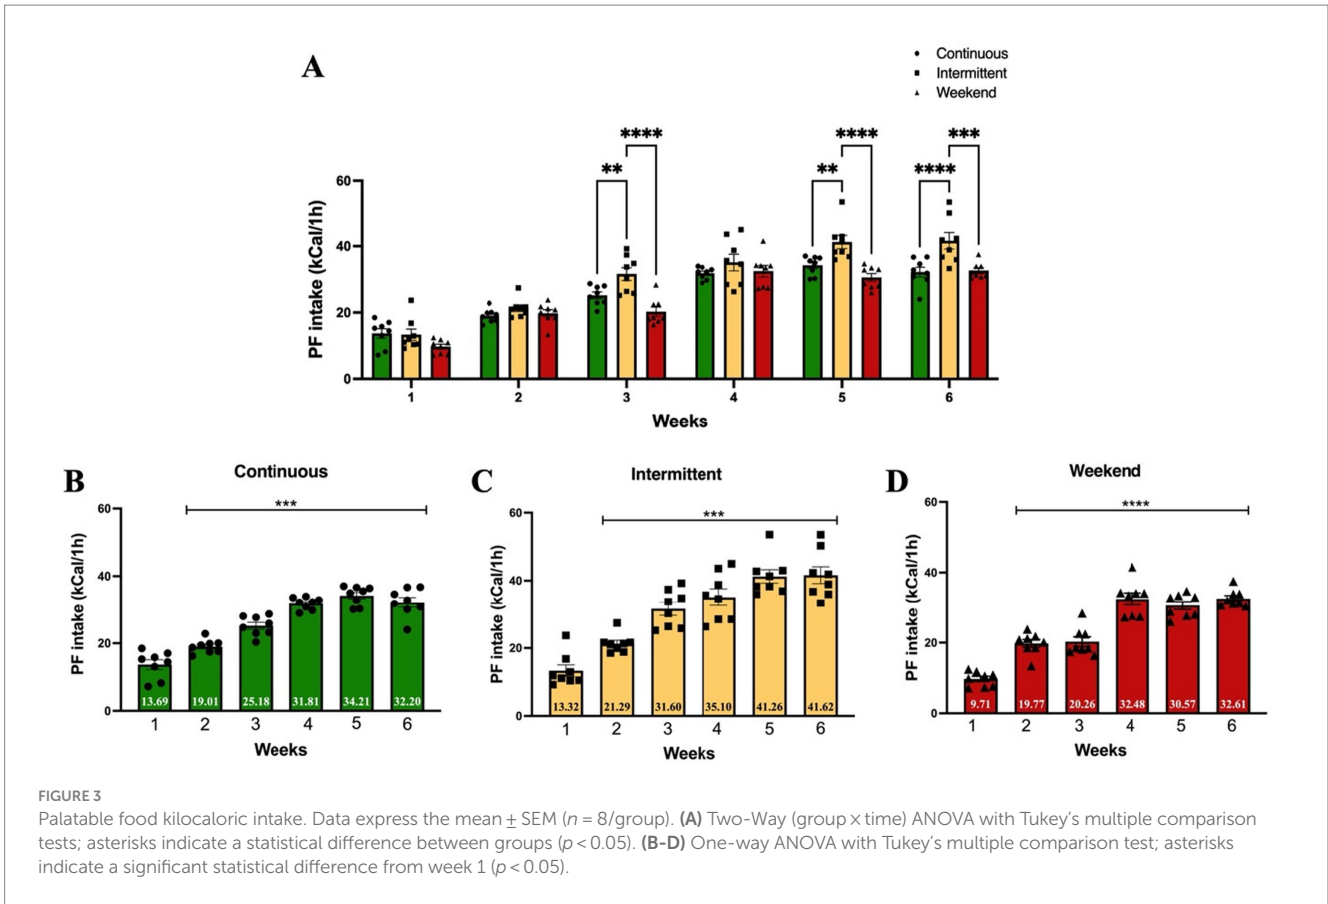 A
Continuous
Intermittent
Weekend
**** **** ***
** ** ****
60
40
20
0
PF intake (kCal/1h)
1 2 3 4 5 6
Weeks
B
Continuous
***
60
40
20
0
PF intake (kCal/1h)
13.69 19.01 25.18 31.81 34.21 32.20
1 2 3 4 5 6
Weeks
C
Intermittent
***
60
40
20
0
PF intake (kCal/1h)
13.32 21.29 31.60 35.10 41.26 41.62
1 2 3 4 5 6
Weeks
D
Weekend
****
60
40
20
0
PF intake (kCal/1h)
9.71 19.77 20.26 32.48 30.57 32.61
1 2 3 4 5 6
Weeks
FIGURE 3
Palatable food kilocaloric intake. Data express the mean ± SEM (n = 8/group). (A) Two-Way (group × time) ANOVA with Tukey's multiple comparison
tests; asterisks indicate a statistical difference between groups (p < 0.05). (B-D) One-way ANOVA with Tukey's multiple comparison test; asterisks
indicate a significant statistical difference from week 1 (p < 0.05).